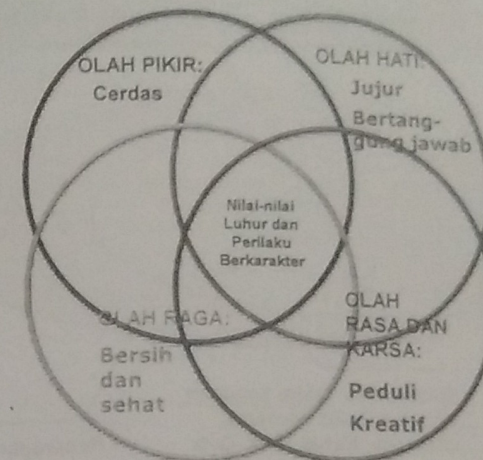 OLAH PIKIR:
Cerdas
OLAH HATI:
Jujur
Bertang-
gung jawab
Nilai-nilai
Luhur dan
Perilaku
Berkarakter
OLAH RAGA:
Bersih
dan
sehat
OLAH
RASA DAN
KARSA:
Peduli
Kreatif